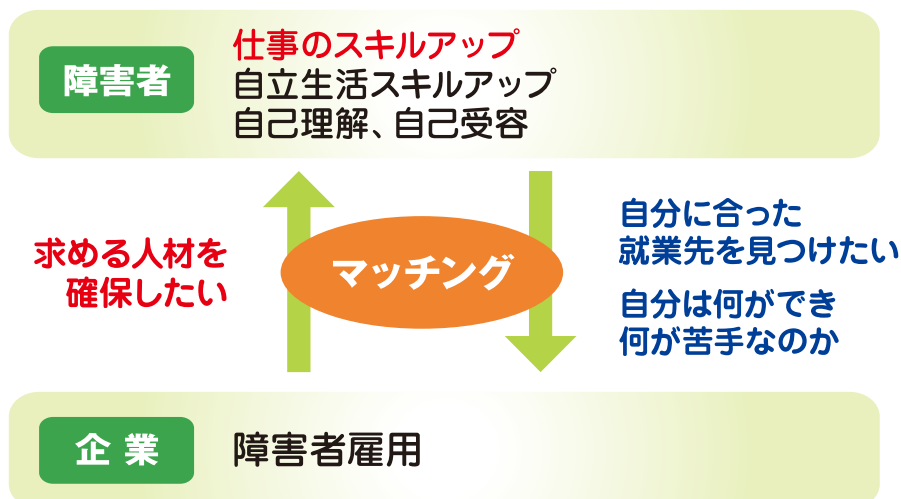 障害者
仕事のスキルアップ
自立生活スキルアップ
自己理解、自己受容
求める人材を
確保したい
マッチング
自分に合った
就業先を見つけたい
自分は何ができ
何が苦手なのか
企業
障害者雇用